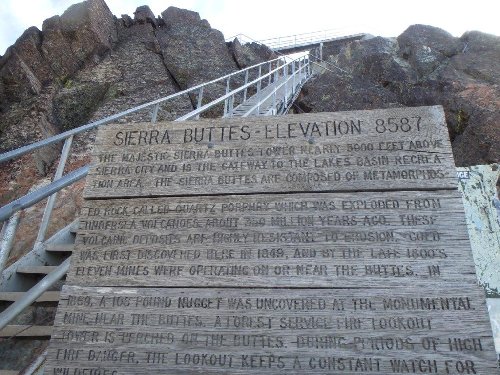 SIERRA BUTTES - ELEVATION 8587'
THE MAJESTIC SIERRA BUTTES TOWER NEARLY 5000 FEET ABOVE
SIERRA CITY AND IS THE GATEWAY TO THE LAKES BASIN RECREA-
TION AREA. THE SIERRA BUTTES ARE COMPOSED OF METAMORPHOS-
ED ROCK CALLED QUARTZ PORPHRY WHICH WAS EXPLODED FROM
UNDERSEA VOLCANOES ABOUT 350 MILLION YEARS AGO. THESE
VOLCANIC DEPOSITS ARE HIGHLY RESISTANT TO EROSION. GOLD
WAS FIRST DISCOVERED HERE IN 1849, AND BY THE LATE 1800'S
ELEVEN MINES WERE OPERATING ON OR NEAR THE BUTTES. IN
1869, A 106 POUND NUGGET WAS UNCOVERED AT THE MONUMENTAL
MINE NEAR THE BUTTES. A FOREST SERVICE FIRE LOOKOUT
TOWER IS PERCHED ON THE BUTTES. DURING PERIODS OF HIGH
FIRE DANGER, THE LOOKOUT KEEPS A CONSTANT WATCH FOR
WILDFIRES.